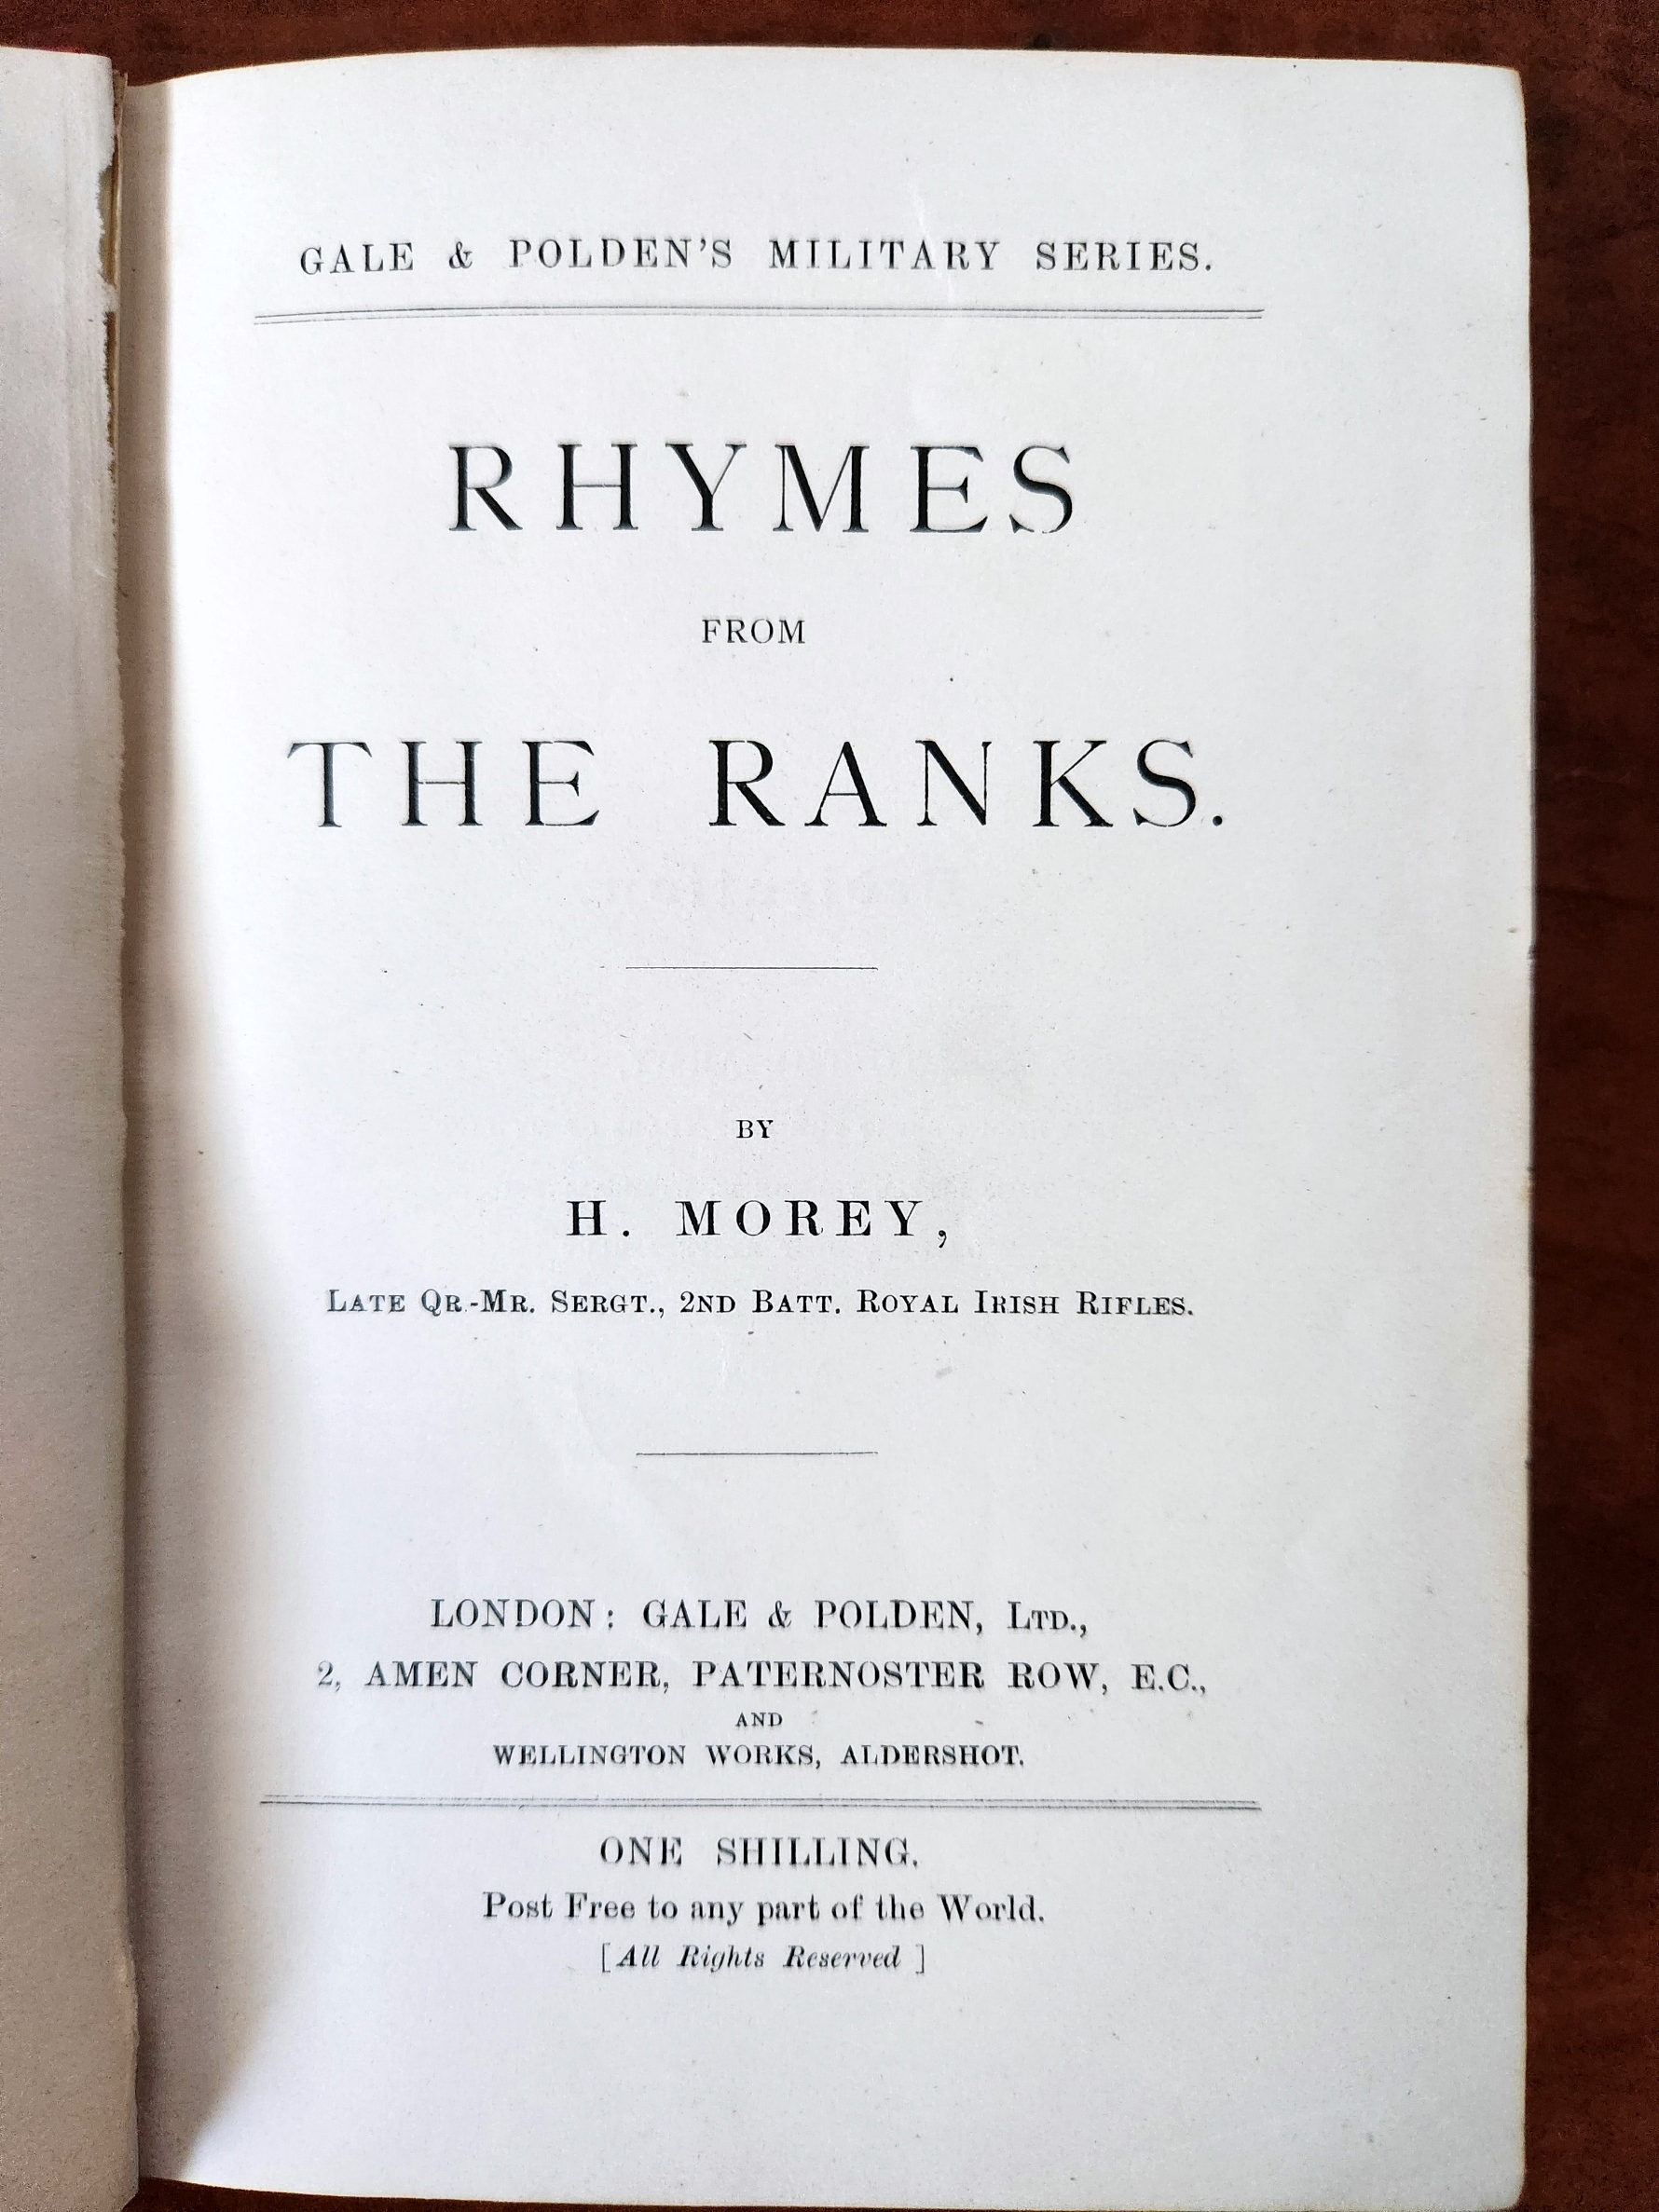 GALE & POLDEN'S MILITARY SERIES.
RHYMES
FROM
THE RANKS.
BY
H. MOREY,
LATE QR.-MR. SERGT., 2ND BATT. ROYAL IRISH RIFLES.
LONDON: GALE & POLDEN, LTD.,
2, AMEN CORNER, PATERNOSTER ROW, E.C.,
AND
WELLINGTON WORKS, ALDERSHOT.
ONE SHILLING.
Post Free to any part of the World.
[All Rights Reserved]